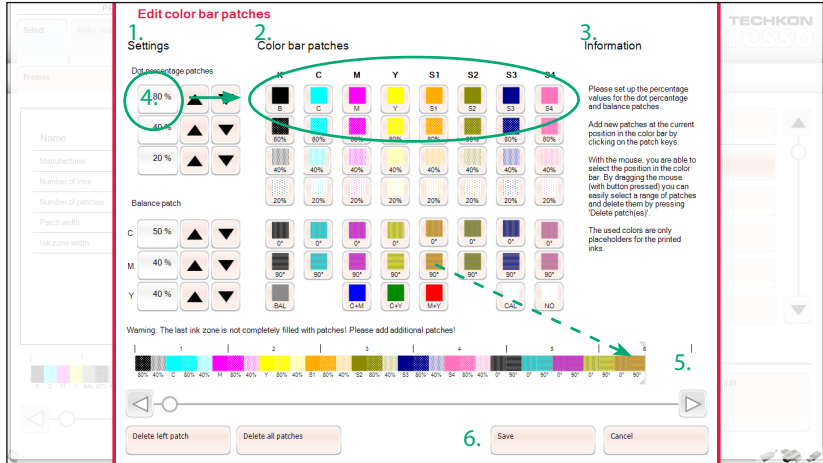 PR
Edit color bar patches
TECHKON
resso
Select
1.
2.
3.
Settings
Color bar patches
Information
Presses
Dot percentage patches
K C M Y S1 S2 S3 S4
4.
80 %
B C M Y S1 S2 S3 S4
40 %
80% 80% 80% 80% 80% 80% 80% 80%
20 %
40% 40% 40% 40% 40% 40% 40% 40%
20% 20% 20% 20% 20% 20% 20% 20%
Name
Manufacturer
Number of inks
Number of patches
Patch width
Ink zone width
Balance patch
C 50 %
0° 0° 0° 0° 0° 0° 0° 0°
M 40 %
90° 90° 90° 90° 90° 90° 90° 90°
Y 40 %
BAL C+M C+Y M+Y CAL NO
Please set up the percentage
values for the dot percentage
and balance patches.
Add new patches at the current
position in the color bar by
clicking on the patch keys.
With the mouse, you are able to
select the position in the color
bar. By dragging the mouse
(with button pressed) you can
easily select a range of patches
and delete them by pressing
'Delete patch(es)'.
The used colors are only
placeholders for the printed
inks.
Warning: The last ink zone is not completely filled with patches! Please add additional patches!
1 2 3 4 5 6
80% 40% C 80% 40% M 80% 40% Y 80% 40% S1 80% 40% S2 80% 40% S3 80% 40% S4 80% 40% 0° 90° 0° 90° 0° 90° 0° 90° 0° 90°
5.
B C M Y BAL
Edit
Delete left patch
Delete all patches
6.
Save
Cancel